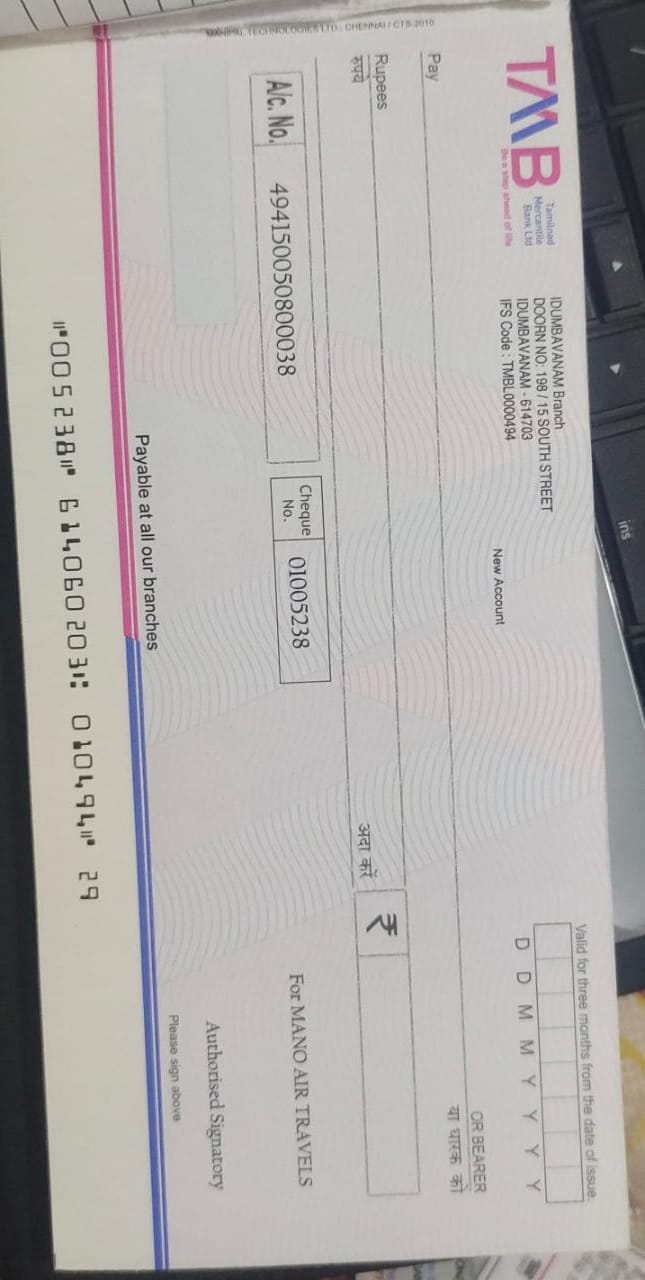 TMB
Tamilnad
Mercantile
Bank Ltd
Be a step ahead of life
IDUMBAVANAM Branch
DOORN NO: 198 / 15 SOUTH STREET
IDUMBAVANAM - 614703
IFS Code : TMBL0000494
New Account
Valid for three months from the date of issue.
D D M M Y Y Y Y
Pay
OR BEARER
या धारक को
Rupees
रुपये
अदा करें
₹
A/c. No. 494150050800038
Cheque No. 01005238
For MANO AIR TRAVELS
Authorised Signatory
Please sign above
MANIPAL TECHNOLOGIES LTD., CHENNAI / CTS-2010
Payable at all our branches
⑈005238⑈ 614060203⑆ 010494⑈ 29
ins